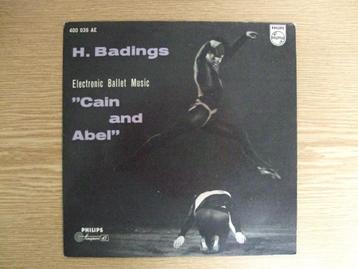 400 036 AE
PHILIPS
H. Badings
Electronic Ballet Music
"Cain
and
Abel"
PHILIPS